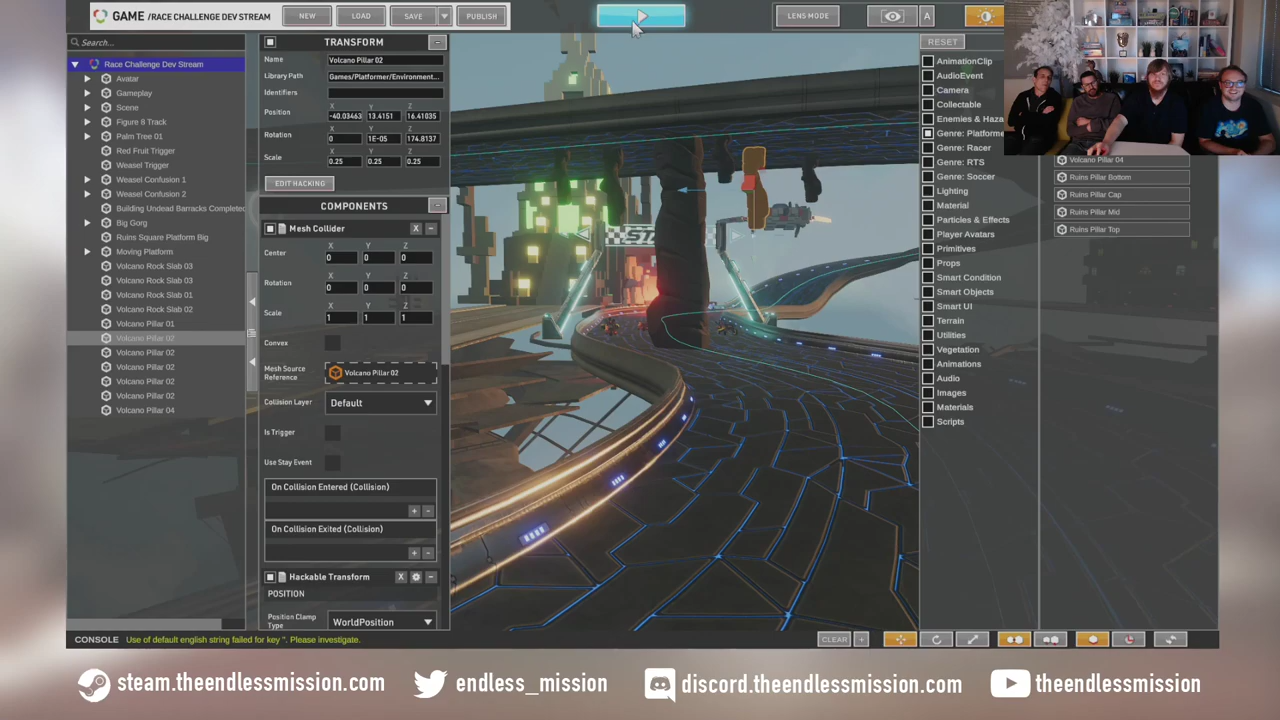 GAME /RACE CHALLENGE DEV STREAM
NEW
LOAD
SAVE
PUBLISH
LENS MODE
A
Search...
Race Challenge Dev Stream
Avatar
Gameplay
Scene
Figure 8 Track
Palm Tree 01
Red Fruit Trigger
Weasel Trigger
Weasel Confusion 1
Weasel Confusion 2
Building Undead Barracks Completed
Big Gorg
Ruins Square Platform Big
Moving Platform
Volcano Rock Slab 03
Volcano Rock Slab 03
Volcano Rock Slab 01
Volcano Rock Slab 02
Volcano Pillar 01
Volcano Pillar 02
Volcano Pillar 02
Volcano Pillar 02
Volcano Pillar 02
Volcano Pillar 02
Volcano Pillar 04
TRANSFORM
Name
Volcano Pillar 02
Library Path
Games/Platformer/Environment...
Identifiers
X Y Z
Position
-40.03463 13.4151 16.41035
X Y Z
Rotation
0 1E-05 174.8137
X Y Z
Scale
0.25 0.25 0.25
EDIT HACKING
COMPONENTS
Mesh Collider
X
X Y Z
Center
0 0 0
X Y Z
Rotation
0 0 0
X Y Z
Scale
1 1 1
Convex
Mesh Source Reference
Volcano Pillar 02
Collision Layer
Default
Is Trigger
Use Stay Event
On Collision Entered (Collision)
+ -
On Collision Exited (Collision)
+ -
Hackable Transform
X
POSITION
Position Clamp Type
WorldPosition
RESET
AnimationClip
AudioEvent
Camera
Collectable
Enemies & Haza
Genre: Platforme
Genre: Racer
Genre: RTS
Genre: Soccer
Lighting
Material
Particles & Effects
Player Avatars
Primitives
Props
Smart Condition
Smart Objects
Smart UI
Terrain
Utilities
Vegetation
Animations
Audio
Images
Materials
Scripts
Volcano Pillar 04
Ruins Pillar Bottom
Ruins Pillar Cap
Ruins Pillar Mid
Ruins Pillar Top
CONSOLE Use of default english string failed for key ''. Please investigate.
CLEAR
+
steam.theendlessmission.com
endless_mission
discord.theendlessmission.com
theendlessmission